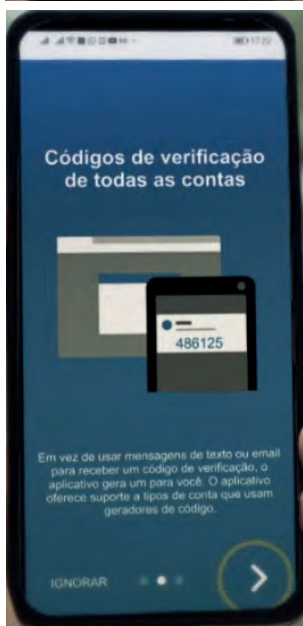 17:22
Códigos de verificação
de todas as contas
486125
Em vez de usar mensagens de texto ou email
para receber um código de verificação, o
aplicativo gera um para você. O aplicativo
oferece suporte a tipos de conta que usam
geradores de código.
IGNORAR